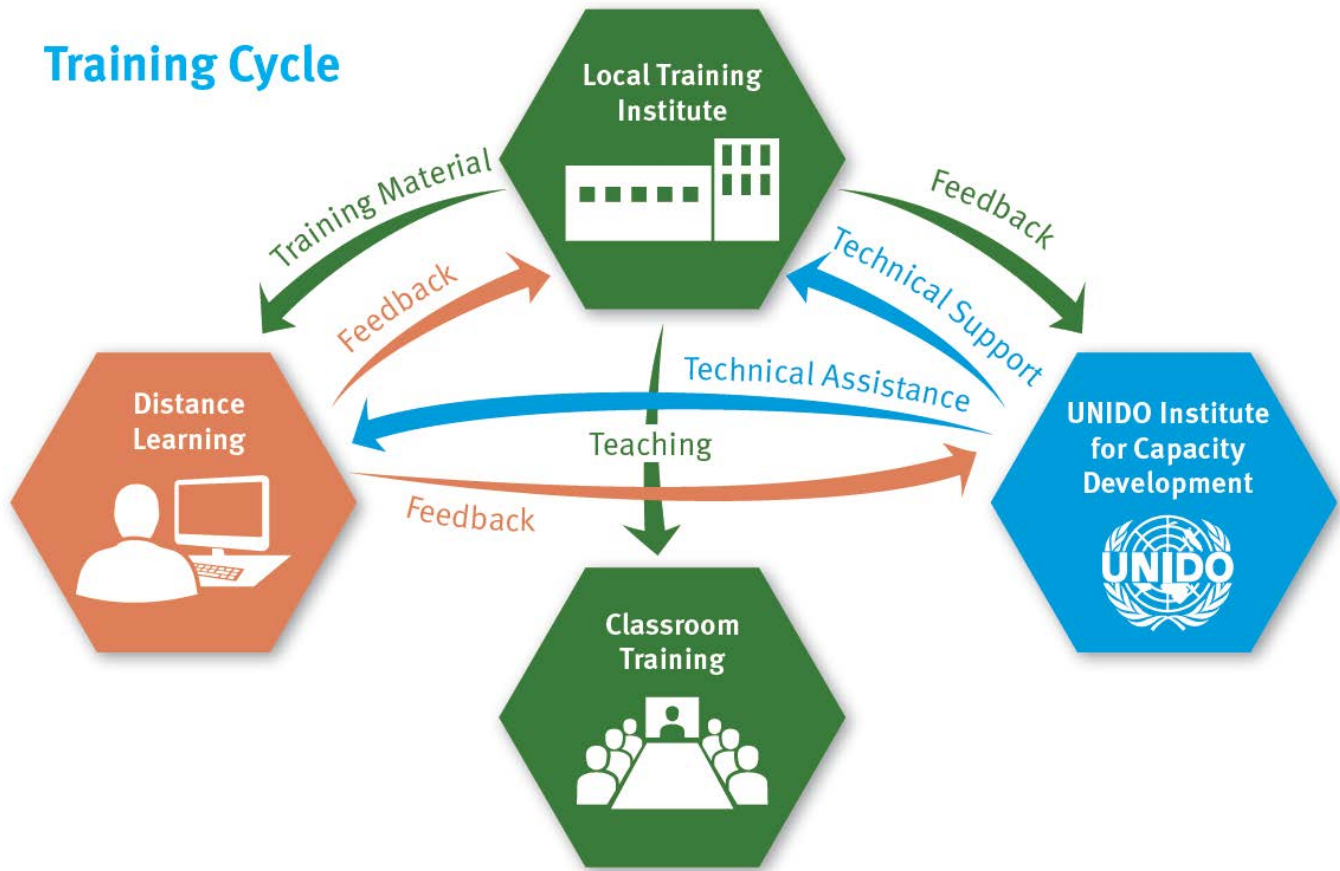 Training Cycle
Local Training
Institute
Training Material
Feedback
Feedback
Technical Support
Technical Assistance
Distance
Learning
Teaching
Feedback
UNIDO Institute
for Capacity
Development
UNIDO
Classroom
Training